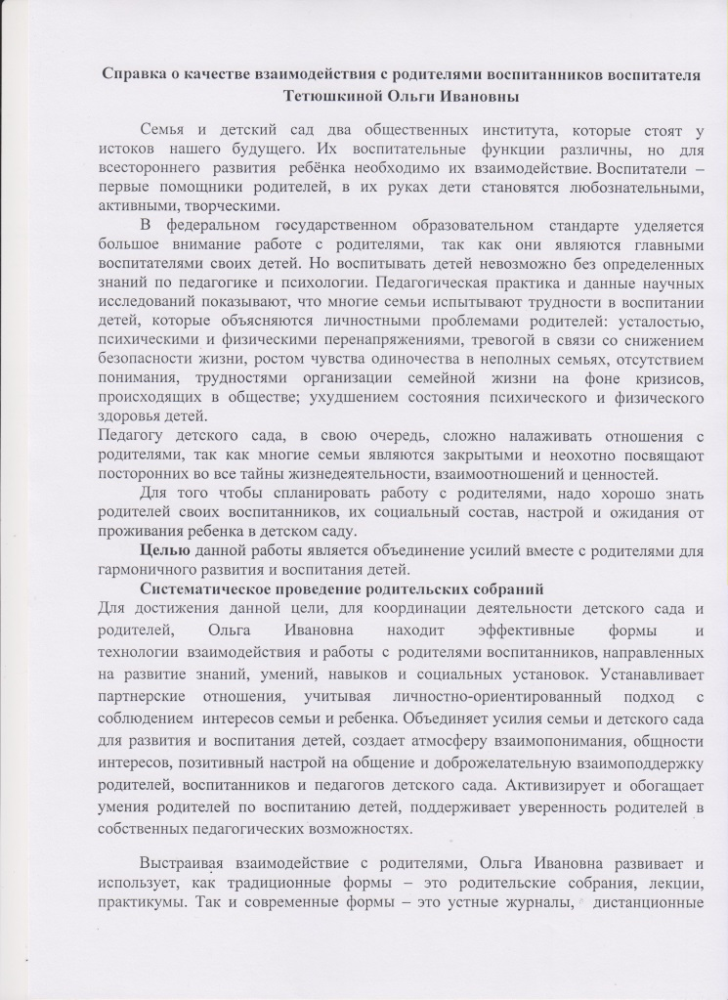 Справка о качестве взаимодействия с родителями воспитанников воспитателя
Тетюшкиной Ольги Ивановны
Семья и детский сад два общественных института, которые стоят у
истоков нашего будущего. Их воспитательные функции различны, но для
всестороннего развития ребёнка необходимо их взаимодействие. Воспитатели –
первые помощники родителей, в их руках дети становятся любознательными,
активными, творческими.
В федеральном государственном образовательном стандарте уделяется
большое внимание работе с родителями, так как они являются главными
воспитателями своих детей. Но воспитывать детей невозможно без определенных
знаний по педагогике и психологии. Педагогическая практика и данные научных
исследований показывают, что многие семьи испытывают трудности в воспитании
детей, которые объясняются личностными проблемами родителей: усталостью,
психическими и физическими перенапряжениями, тревогой в связи со снижением
безопасности жизни, ростом чувства одиночества в неполных семьях, отсутствием
понимания, трудностями организации семейной жизни на фоне кризисов,
происходящих в обществе; ухудшением состояния психического и физического
здоровья детей.
Педагогу детского сада, в свою очередь, сложно налаживать отношения с
родителями, так как многие семьи являются закрытыми и неохотно посвящают
посторонних во все тайны жизнедеятельности, взаимоотношений и ценностей.
Для того чтобы спланировать работу с родителями, надо хорошо знать
родителей своих воспитанников, их социальный состав, настрой и ожидания от
проживания ребенка в детском саду.
Целью данной работы является объединение усилий вместе с родителями для
гармоничного развития и воспитания детей.
Систематическое проведение родительских собраний
Для достижения данной цели, для координации деятельности детского сада и
родителей, Ольга Ивановна находит эффективные формы и
технологии взаимодействия и работы с родителями воспитанников, направленных
на развитие знаний, умений, навыков и социальных установок. Устанавливает
партнерские отношения, учитывая личностно-ориентированный подход с
соблюдением интересов семьи и ребенка. Объединяет усилия семьи и детского сада
для развития и воспитания детей, создает атмосферу взаимопонимания, общности
интересов, позитивный настрой на общение и доброжелательную взаимоподдержку
родителей, воспитанников и педагогов детского сада. Активизирует и обогащает
умения родителей по воспитанию детей, поддерживает уверенность родителей в
собственных педагогических возможностях.
Выстраивая взаимодействие с родителями, Ольга Ивановна развивает и
использует, как традиционные формы – это родительские собрания, лекции,
практикумы. Так и современные формы – это устные журналы, дистанционные